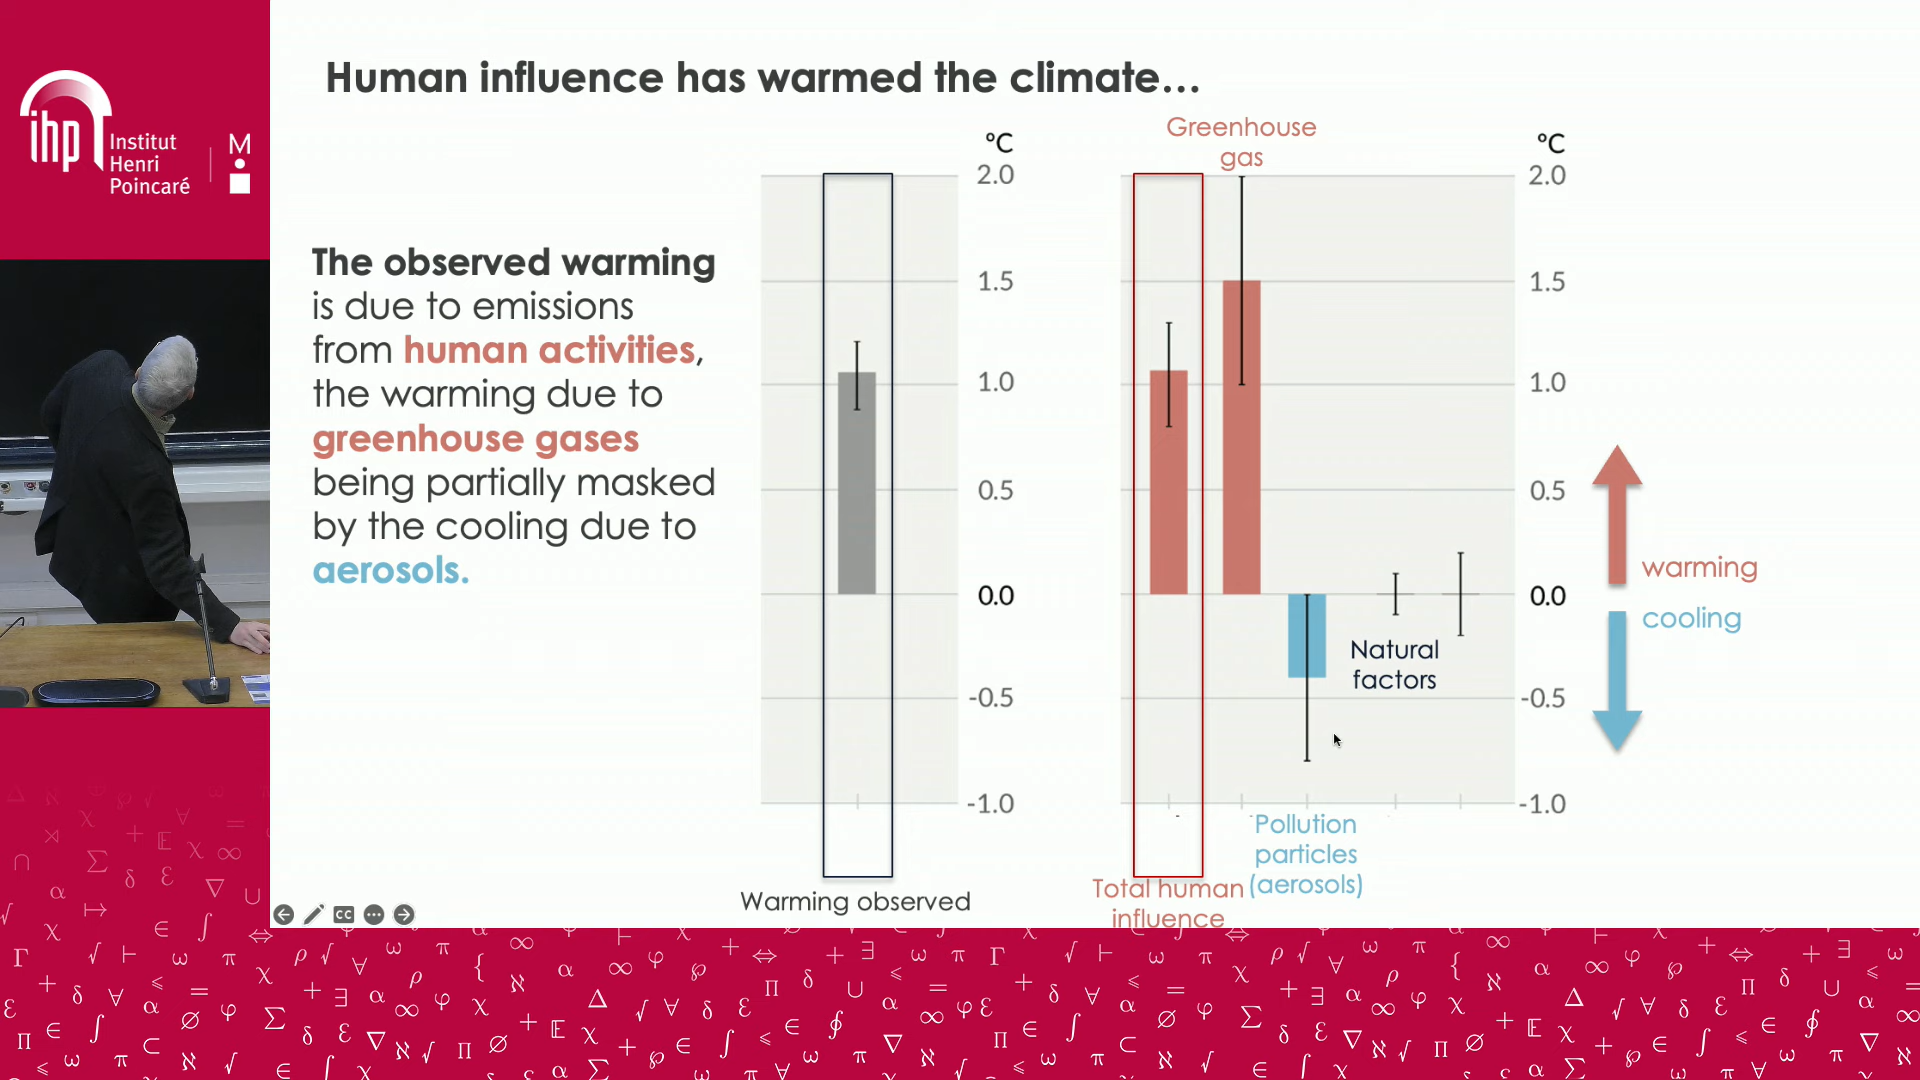 Human influence has warmed the climate...
ihp Institut
Henri
Poincaré
M
The observed warming
is due to emissions
from human activities,
the warming due to
greenhouse gases
being partially masked
by the cooling due to
aerosols.
°C
2.0
1.5
1.0
0.5
0.0
-0.5
-1.0
Warming observed
Greenhouse
gas
°C
2.0
1.5
1.0
0.5
0.0
-0.5
-1.0
Natural
factors
Pollution
particles
(aerosols)
Total human
influence
warming
cooling
CC